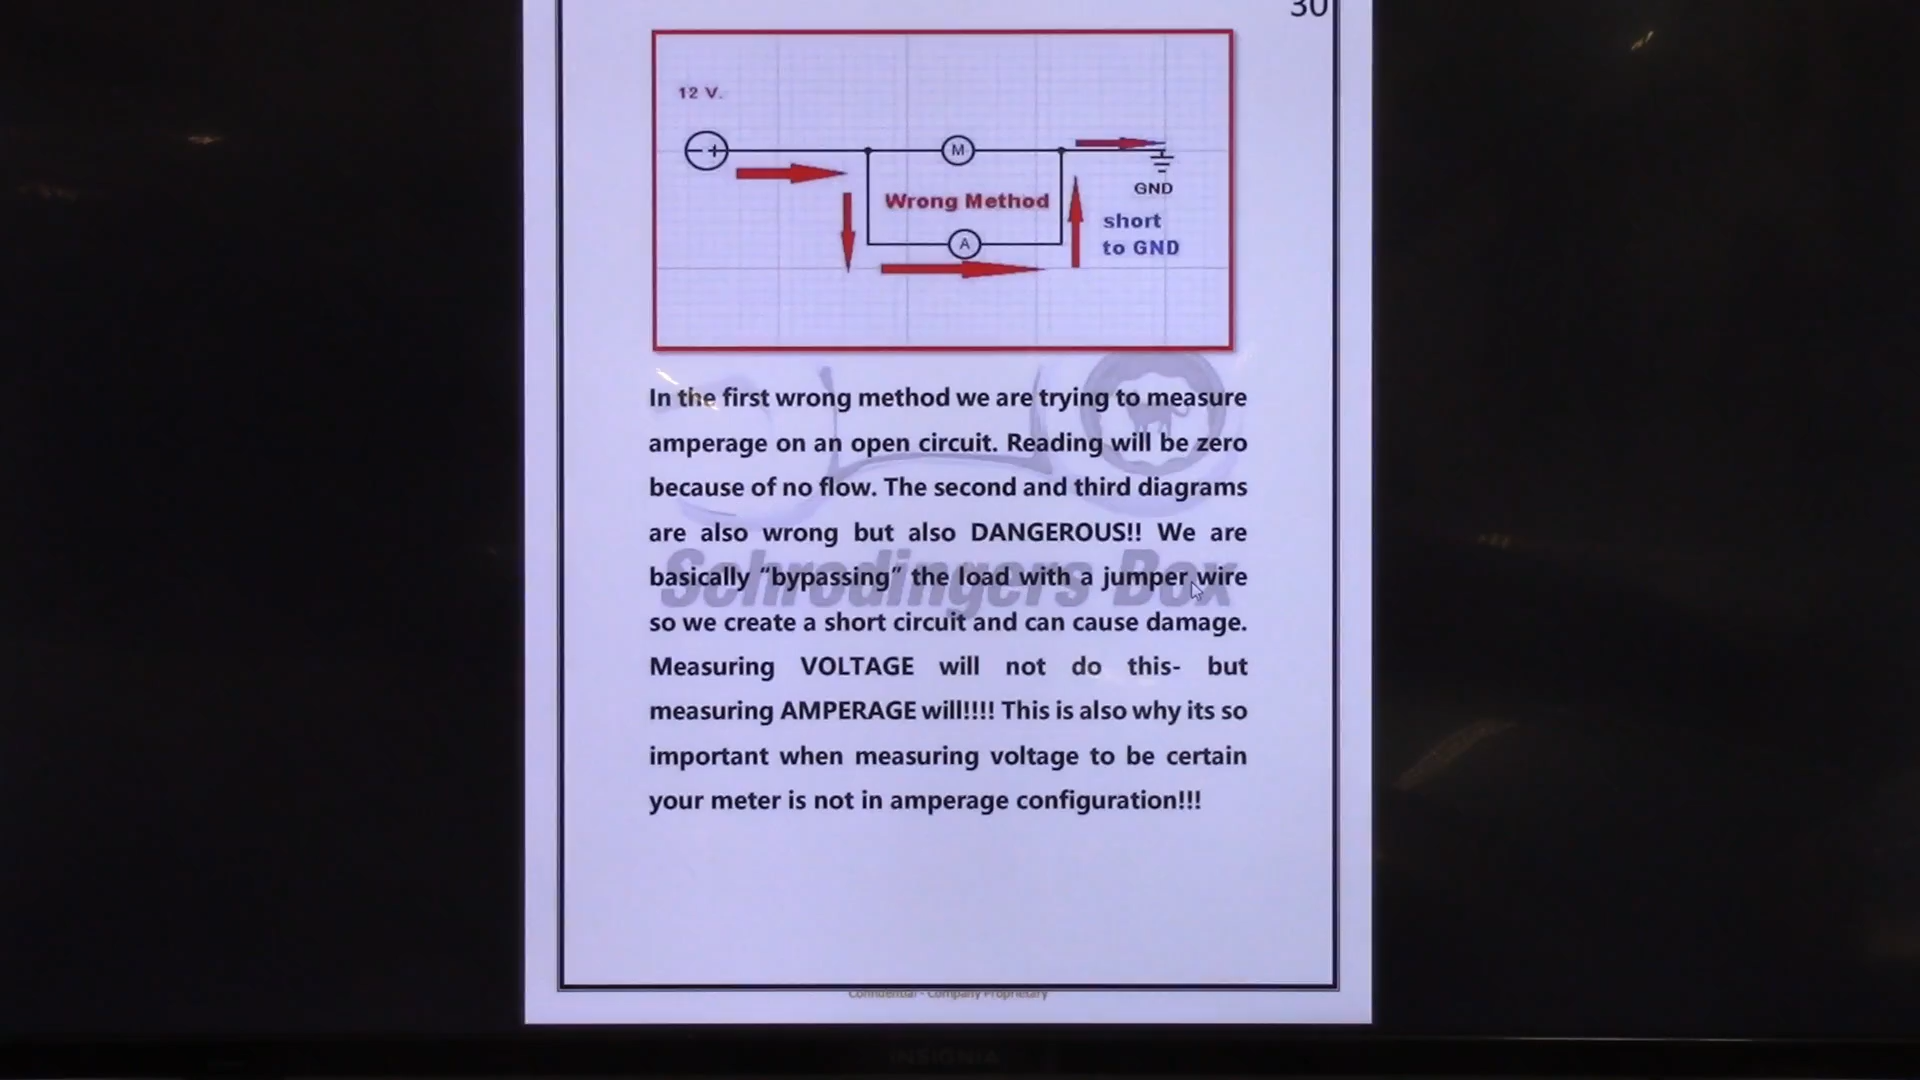 30
12 V.
- +
M
GND
Wrong Method
short
to GND
A
In the first wrong method we are trying to measure
amperage on an open circuit. Reading will be zero
because of no flow. The second and third diagrams
are also wrong but also DANGEROUS!! We are
basically “bypassing” the load with a jumper wire
so we create a short circuit and can cause damage.
Measuring VOLTAGE will not do this- but
measuring AMPERAGE will!!!! This is also why its so
important when measuring voltage to be certain
your meter is not in amperage configuration!!!
Schrodingers Box
Confidential - Company Proprietary
INSIGNIA